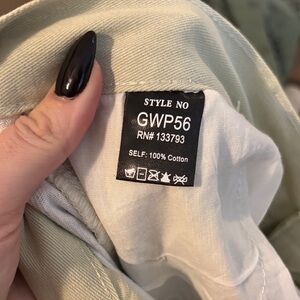 STYLE NO
GWP56
RN# 133793
SELF: 100% Cotton